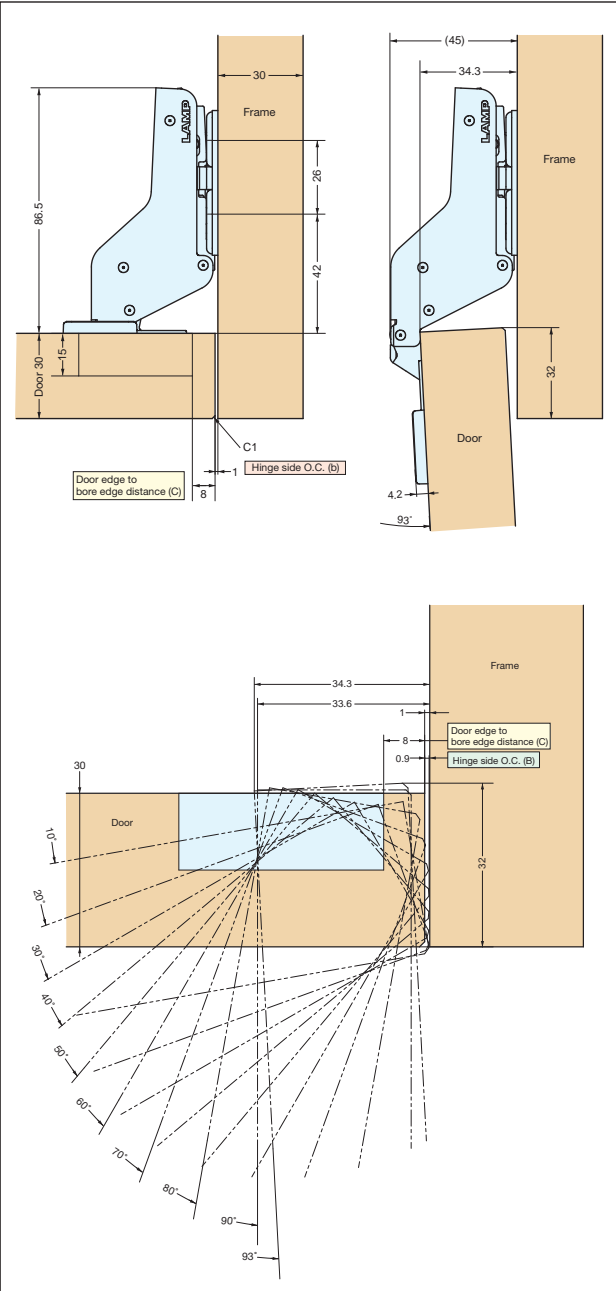 (45)
30
34.3
LAMP
Frame
LAMP
Frame
26
86.5
42
15
Door 30
32
Door
C1
1
Hinge side O.C. (b)
Door edge to
bore edge distance (C)
8
4.2
93°
34.3
Frame
33.6
1
Door edge to
bore edge distance (C)
8
0.9
Hinge side O.C. (B)
30
Door
32
10°
20°
30°
40°
50°
60°
70°
80°
90°
93°